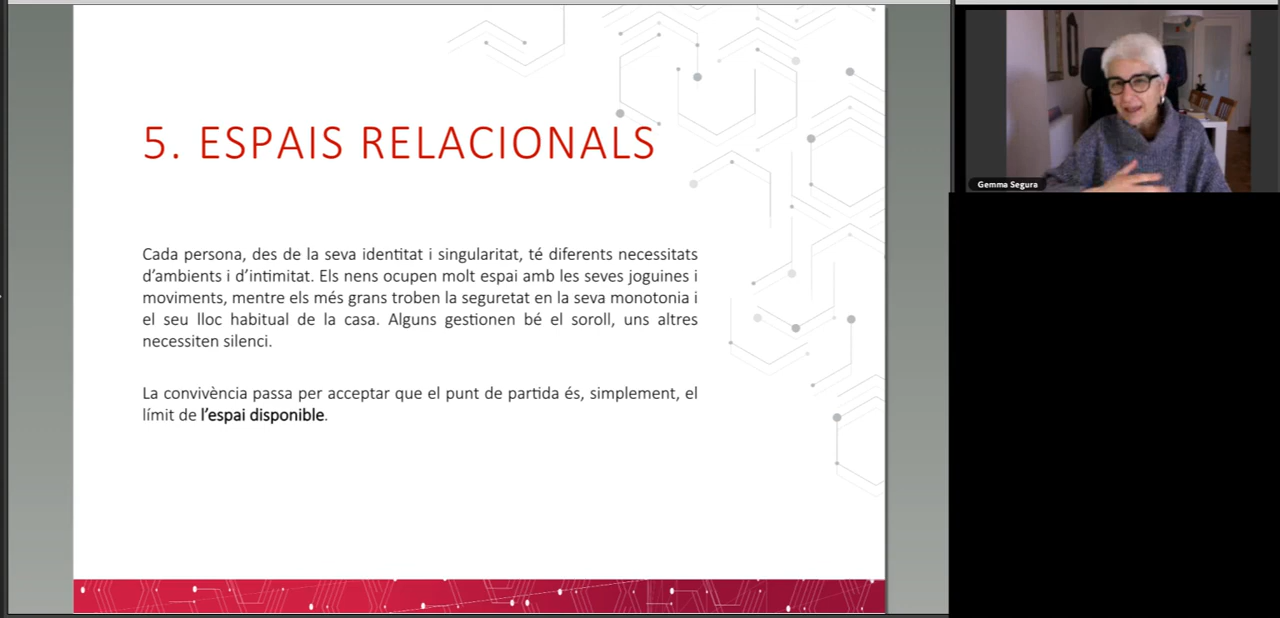 5. ESPAIS RELACIONALS
Cada persona, des de la seva identitat i singularitat, té diferents necessitats
d’ambients i d’intimitat. Els nens ocupen molt espai amb les seves joguines i
moviments, mentre els més grans troben la seguretat en la seva monotonia i
el seu lloc habitual de la casa. Alguns gestionen bé el soroll, uns altres
necessiten silenci.
La convivència passa per acceptar que el punt de partida és, simplement, el
límit de l’espai disponible.
Gemma Segura